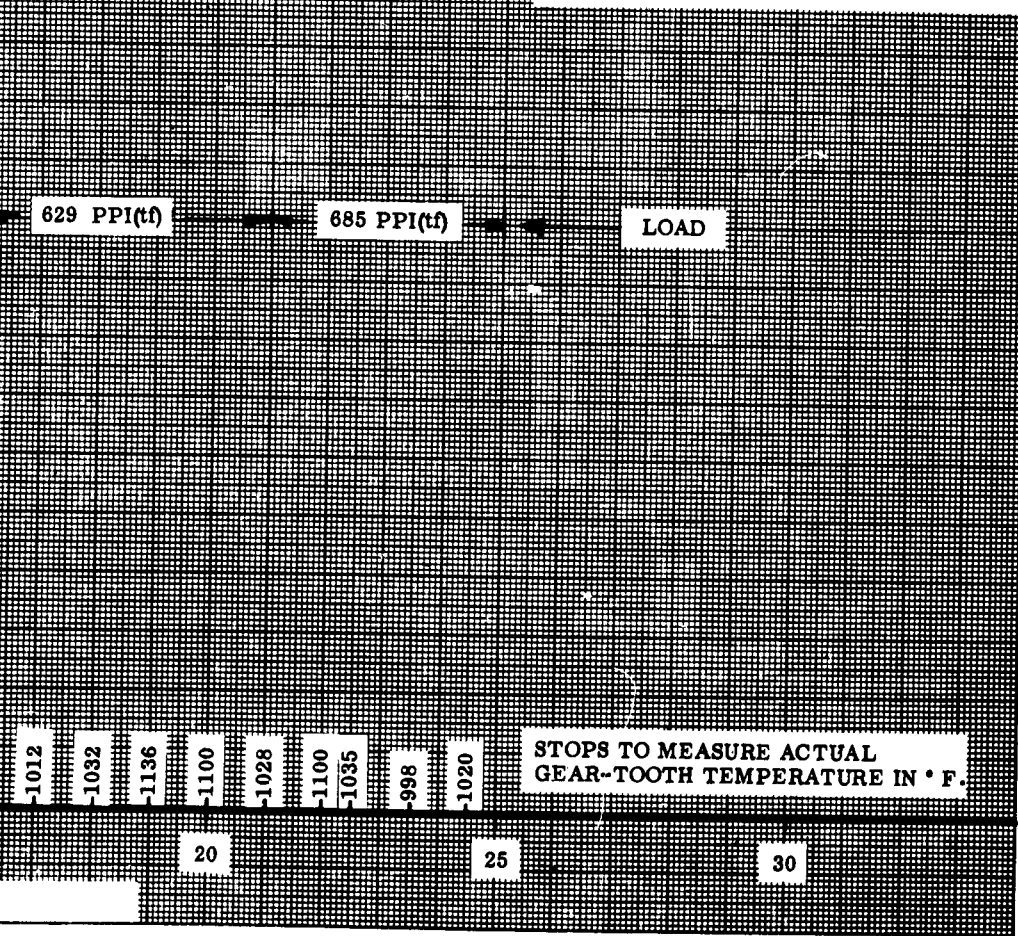 629 PPI(tf)
685 PPI(tf)
LOAD
1012
1032
1136
1100
1028
1100
1035
998
1020
STOPS TO MEASURE ACTUAL
GEAR-TOOTH TEMPERATURE IN ° F.
20
25
30